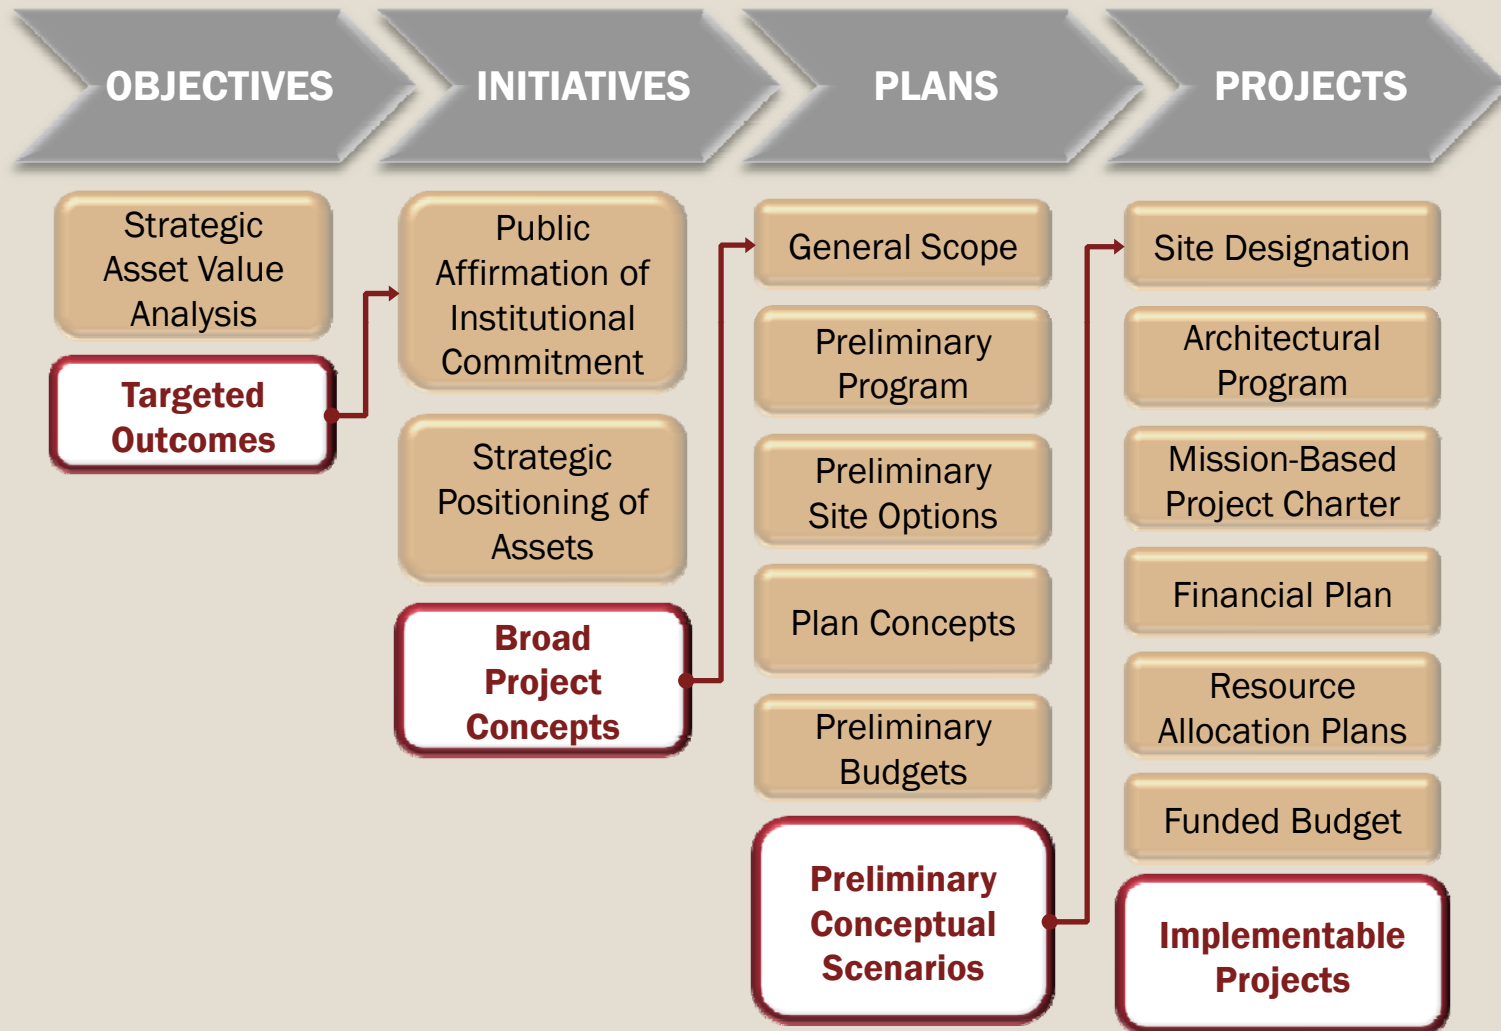 OBJECTIVES
INITIATIVES
PLANS
PROJECTS
Strategic
Asset Value
Analysis
Targeted
Outcomes
Public
Affirmation of
Institutional
Commitment
Strategic
Positioning of
Assets
Broad
Project
Concepts
General Scope
Preliminary
Program
Preliminary
Site Options
Plan Concepts
Preliminary
Budgets
Preliminary
Conceptual
Scenarios
Site Designation
Architectural
Program
Mission-Based
Project Charter
Financial Plan
Resource
Allocation Plans
Funded Budget
Implementable
Projects